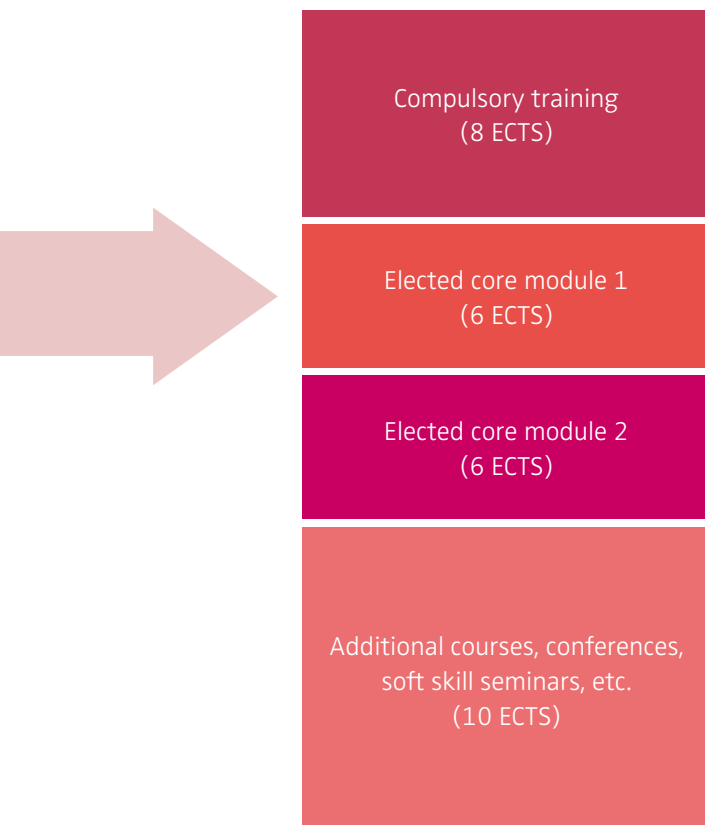 Compulsory training
(8 ECTS)
Elected core module 1
(6 ECTS)
Elected core module 2
(6 ECTS)
Additional courses, conferences,
soft skill seminars, etc.
(10 ECTS)